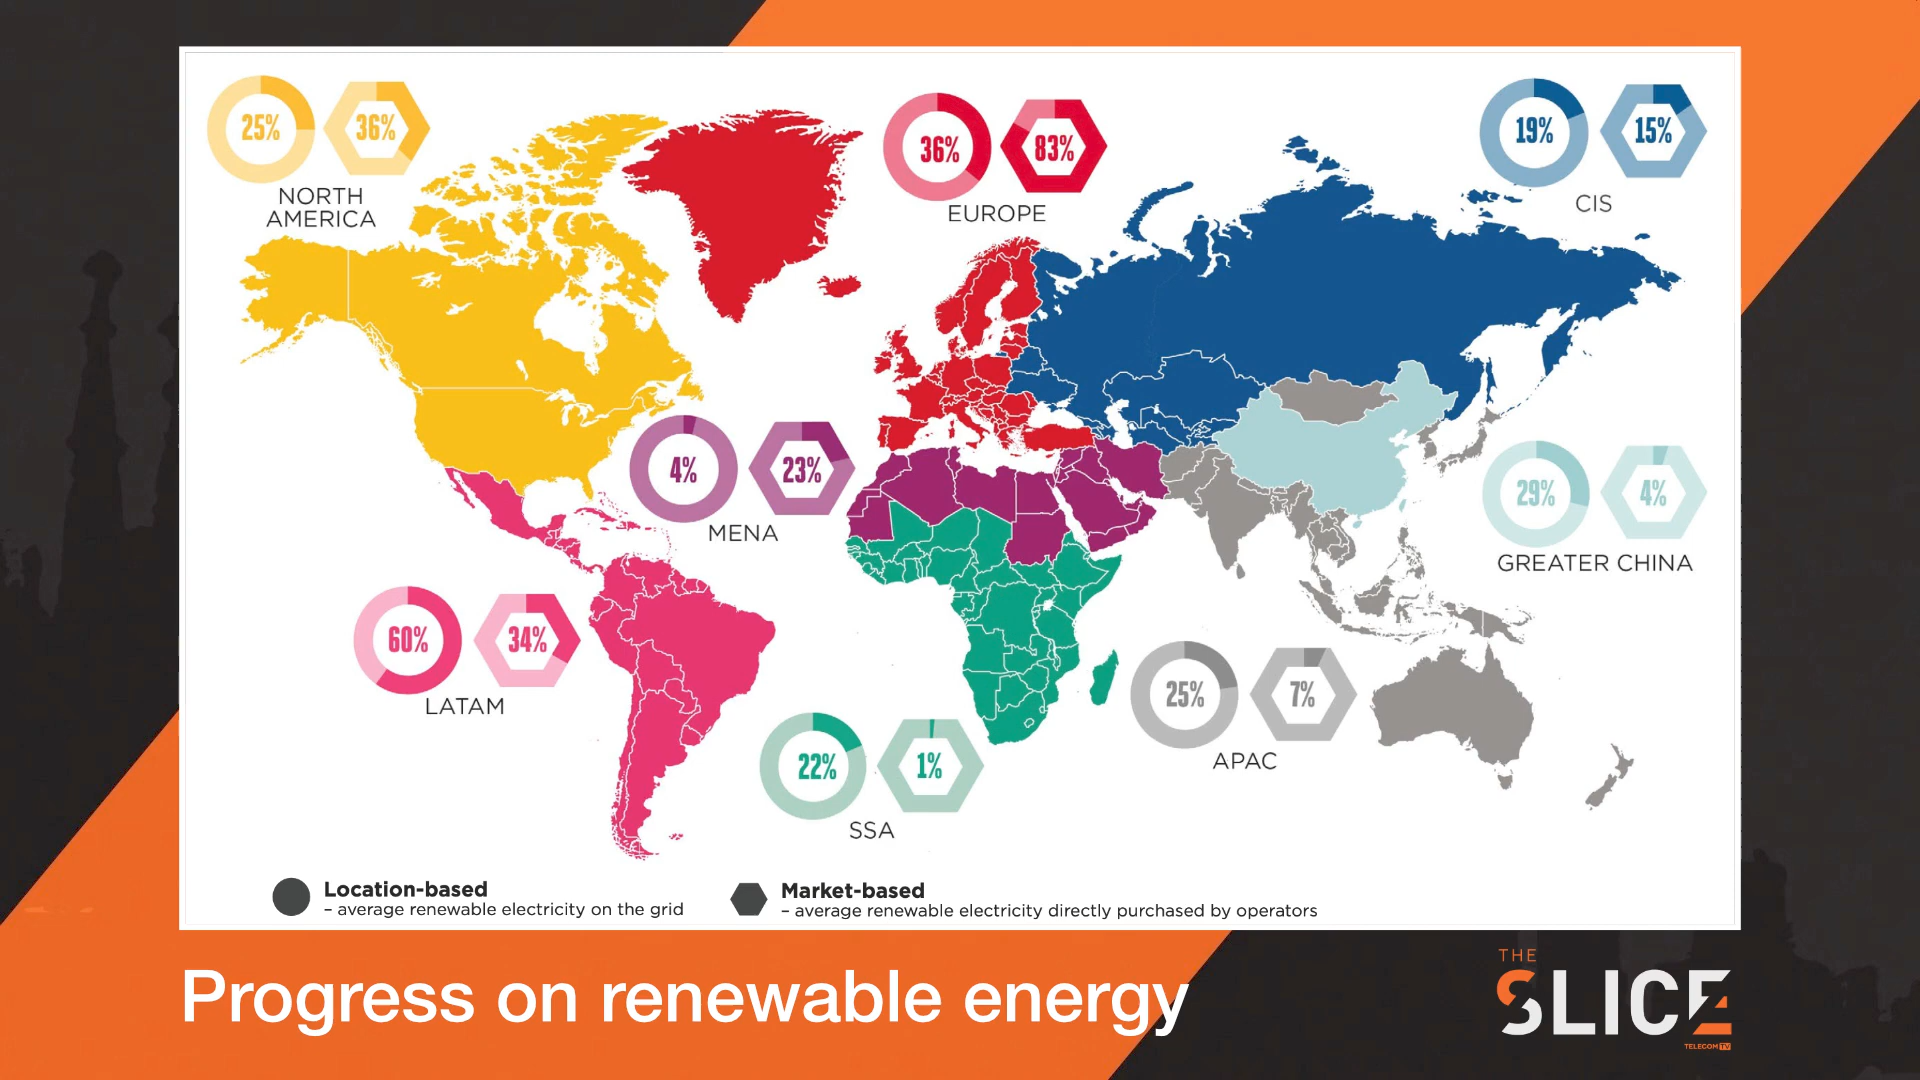 25%
36%
NORTH
AMERICA
36%
83%
EUROPE
19%
15%
CIS
4%
23%
MENA
29%
4%
GREATER CHINA
60%
34%
LATAM
25%
7%
APAC
22%
1%
SSA
Location-based
– average renewable electricity on the grid
Market-based
– average renewable electricity directly purchased by operators
Progress on renewable energy
THE
SLICE
TELECOMTV